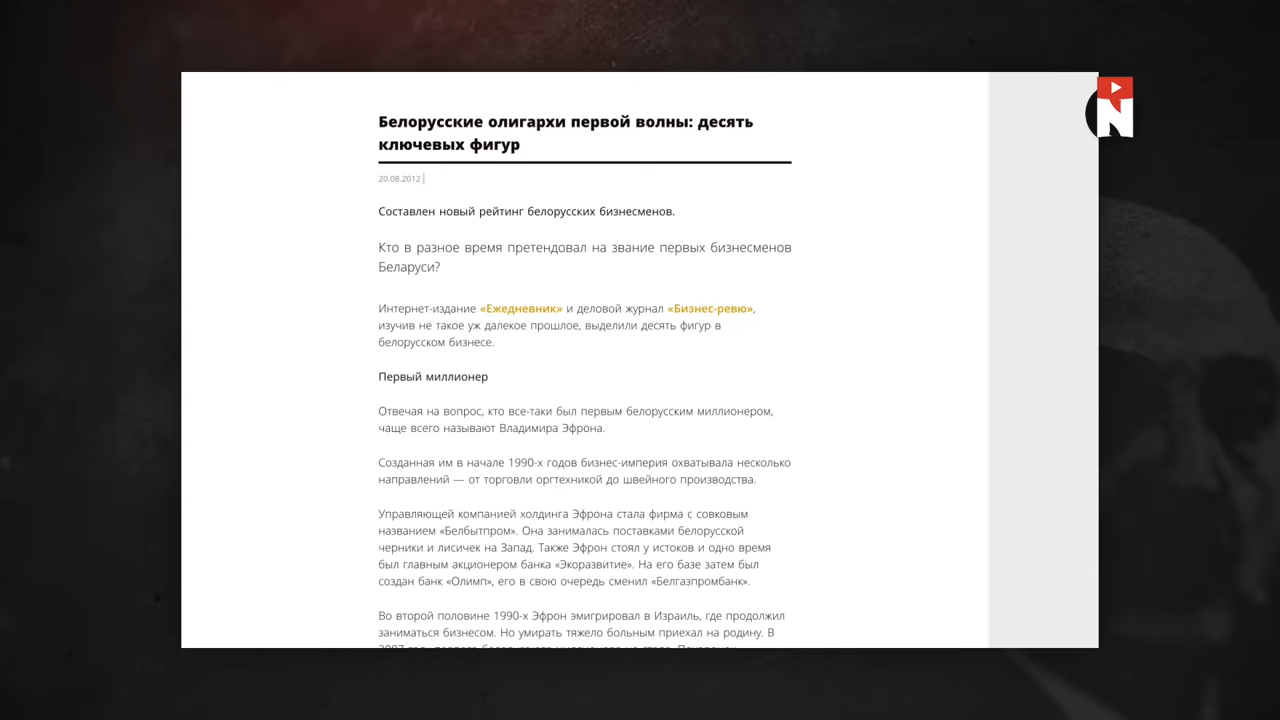 Белорусские олигархи первой волны: десять
ключевых фигур
20.08.2012
Составлен новый рейтинг белорусских бизнесменов.
Кто в разное время претендовал на звание первых бизнесменов
Беларуси?
Интернет-издание «Ежедневник» и деловой журнал «Бизнес-ревю»,
изучив не такое уж далекое прошлое, выделили десять фигур в
белорусском бизнесе.
Первый миллионер
Отвечая на вопрос, кто все-таки был первым белорусским миллионером,
чаще всего называют Владимира Эфрона.
Созданная им в начале 1990-х годов бизнес-империя охватывала несколько
направлений — от торговли оргтехникой до швейного производства.
Управляющей компанией холдинга Эфрона стала фирма с совковым
названием «Белбытпром». Она занималась поставками белорусской
черники и лисичек на Запад. Также Эфрон стоял у истоков и одно время
был главным акционером банка «Экоразвитие». На его базе затем был
создан банк «Олимп», его в свою очередь сменил «Белгазпромбанк».
Во второй половине 1990-х Эфрон эмигрировал в Израиль, где продолжил
заниматься бизнесом. Но умирать тяжело больным приехал на родину. В
N